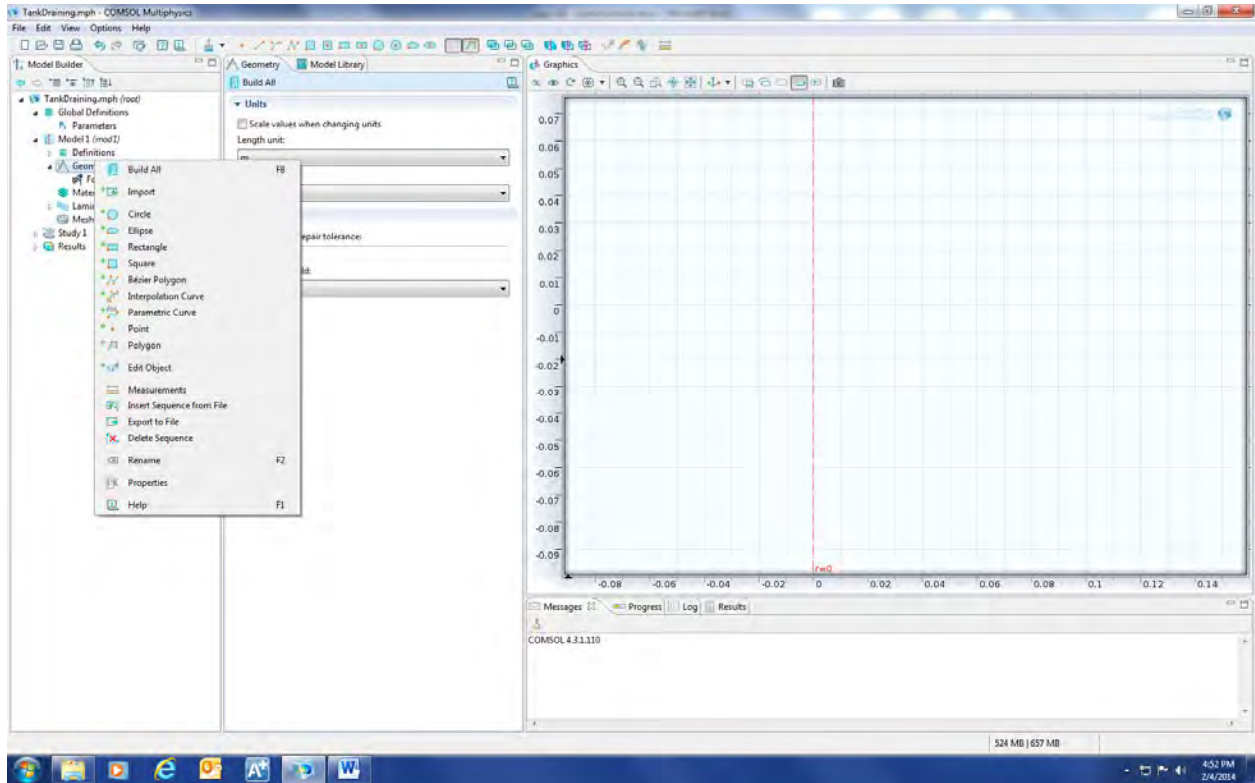 TankDraining.mph - COMSOL Multiphysics
File Edit View Options Help
Model Builder
TankDraining.mph (root)
Global Definitions
Parameters
Model 1 (mod1)
Definitions
Geom
Fo
Mate
Lami
Mesh
Study 1
Results
Build All F8
Import
Circle
Ellipse
Rectangle
Square
Bézier Polygon
Interpolation Curve
Parametric Curve
Point
Polygon
Edit Object
Measurements
Insert Sequence from File
Export to File
Delete Sequence
Rename F2
Properties
Help F1
Geometry Model Library
Build All
Units
Scale values when changing units
Length unit:
m
epair tolerance:
ld:
Graphics
0.07
0.06
0.05
0.04
0.03
0.02
0.01
0
-0.01
-0.02
-0.03
-0.04
-0.05
-0.06
-0.07
-0.08
-0.09
r=0
-0.08 -0.06 -0.04 -0.02 0 0.02 0.04 0.06 0.08 0.1 0.12 0.14
Messages Progress Log Results
COMSOL 4.3.1.110
524 MB | 657 MB
4:52 PM
2/4/2014